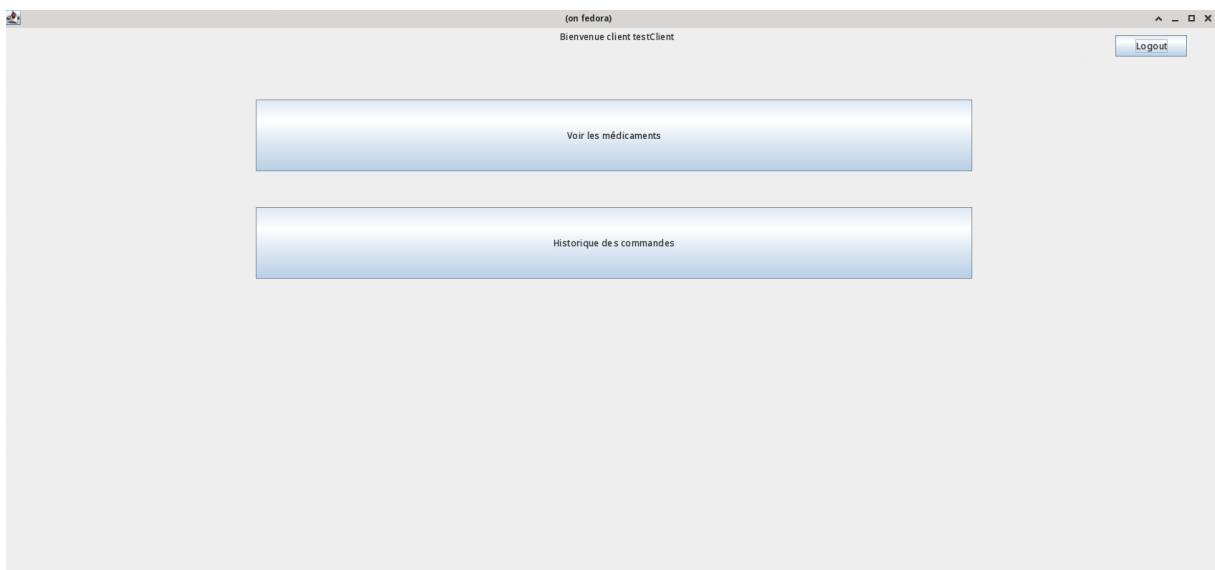 (on fedora)
Bienvenue client testClient
Logout
Voir les médicaments
Historique des commandes